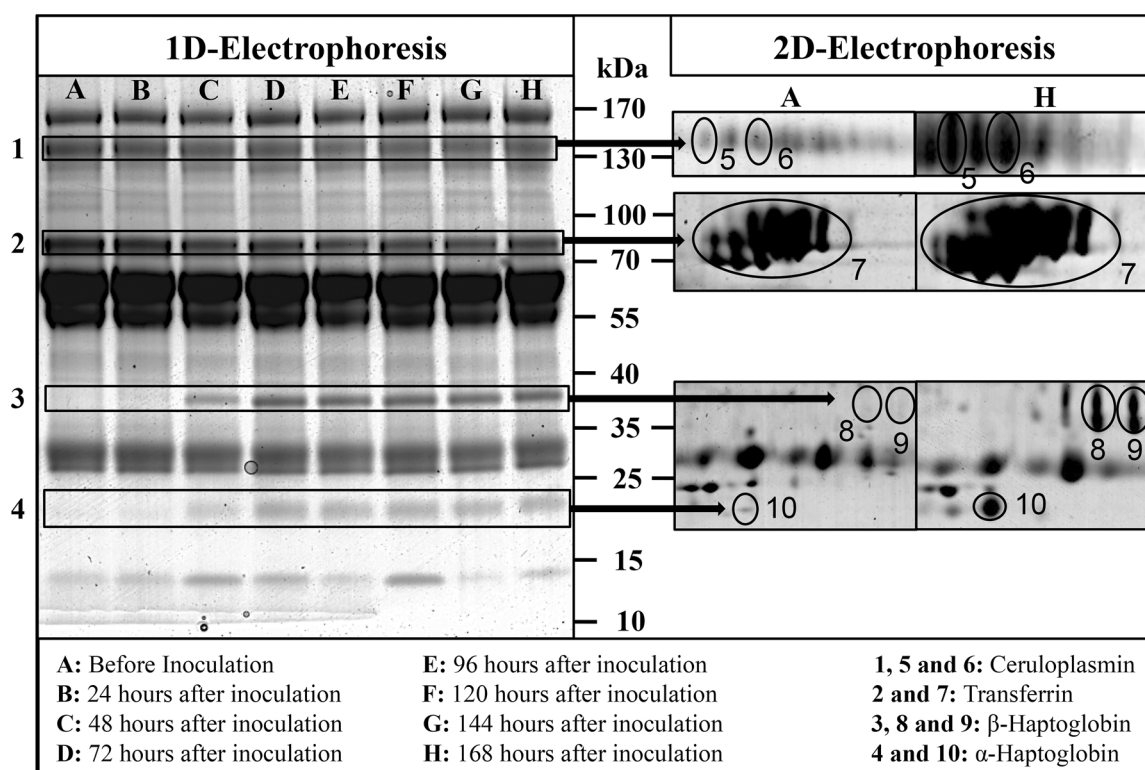 1D-Electrophoresis
kDa
2D-Electrophoresis
A B C D E F G H
A H
170
1
130
5 6
5 6
100
2
70
7
7
55
40
3
35
8 9
8 9
25
4
10
10
15
10
A: Before Inoculation
B: 24 hours after inoculation
C: 48 hours after inoculation
D: 72 hours after inoculation
E: 96 hours after inoculation
F: 120 hours after inoculation
G: 144 hours after inoculation
H: 168 hours after inoculation
1, 5 and 6: Ceruloplasmin
2 and 7: Transferrin
3, 8 and 9: β-Haptoglobin
4 and 10: α-Haptoglobin